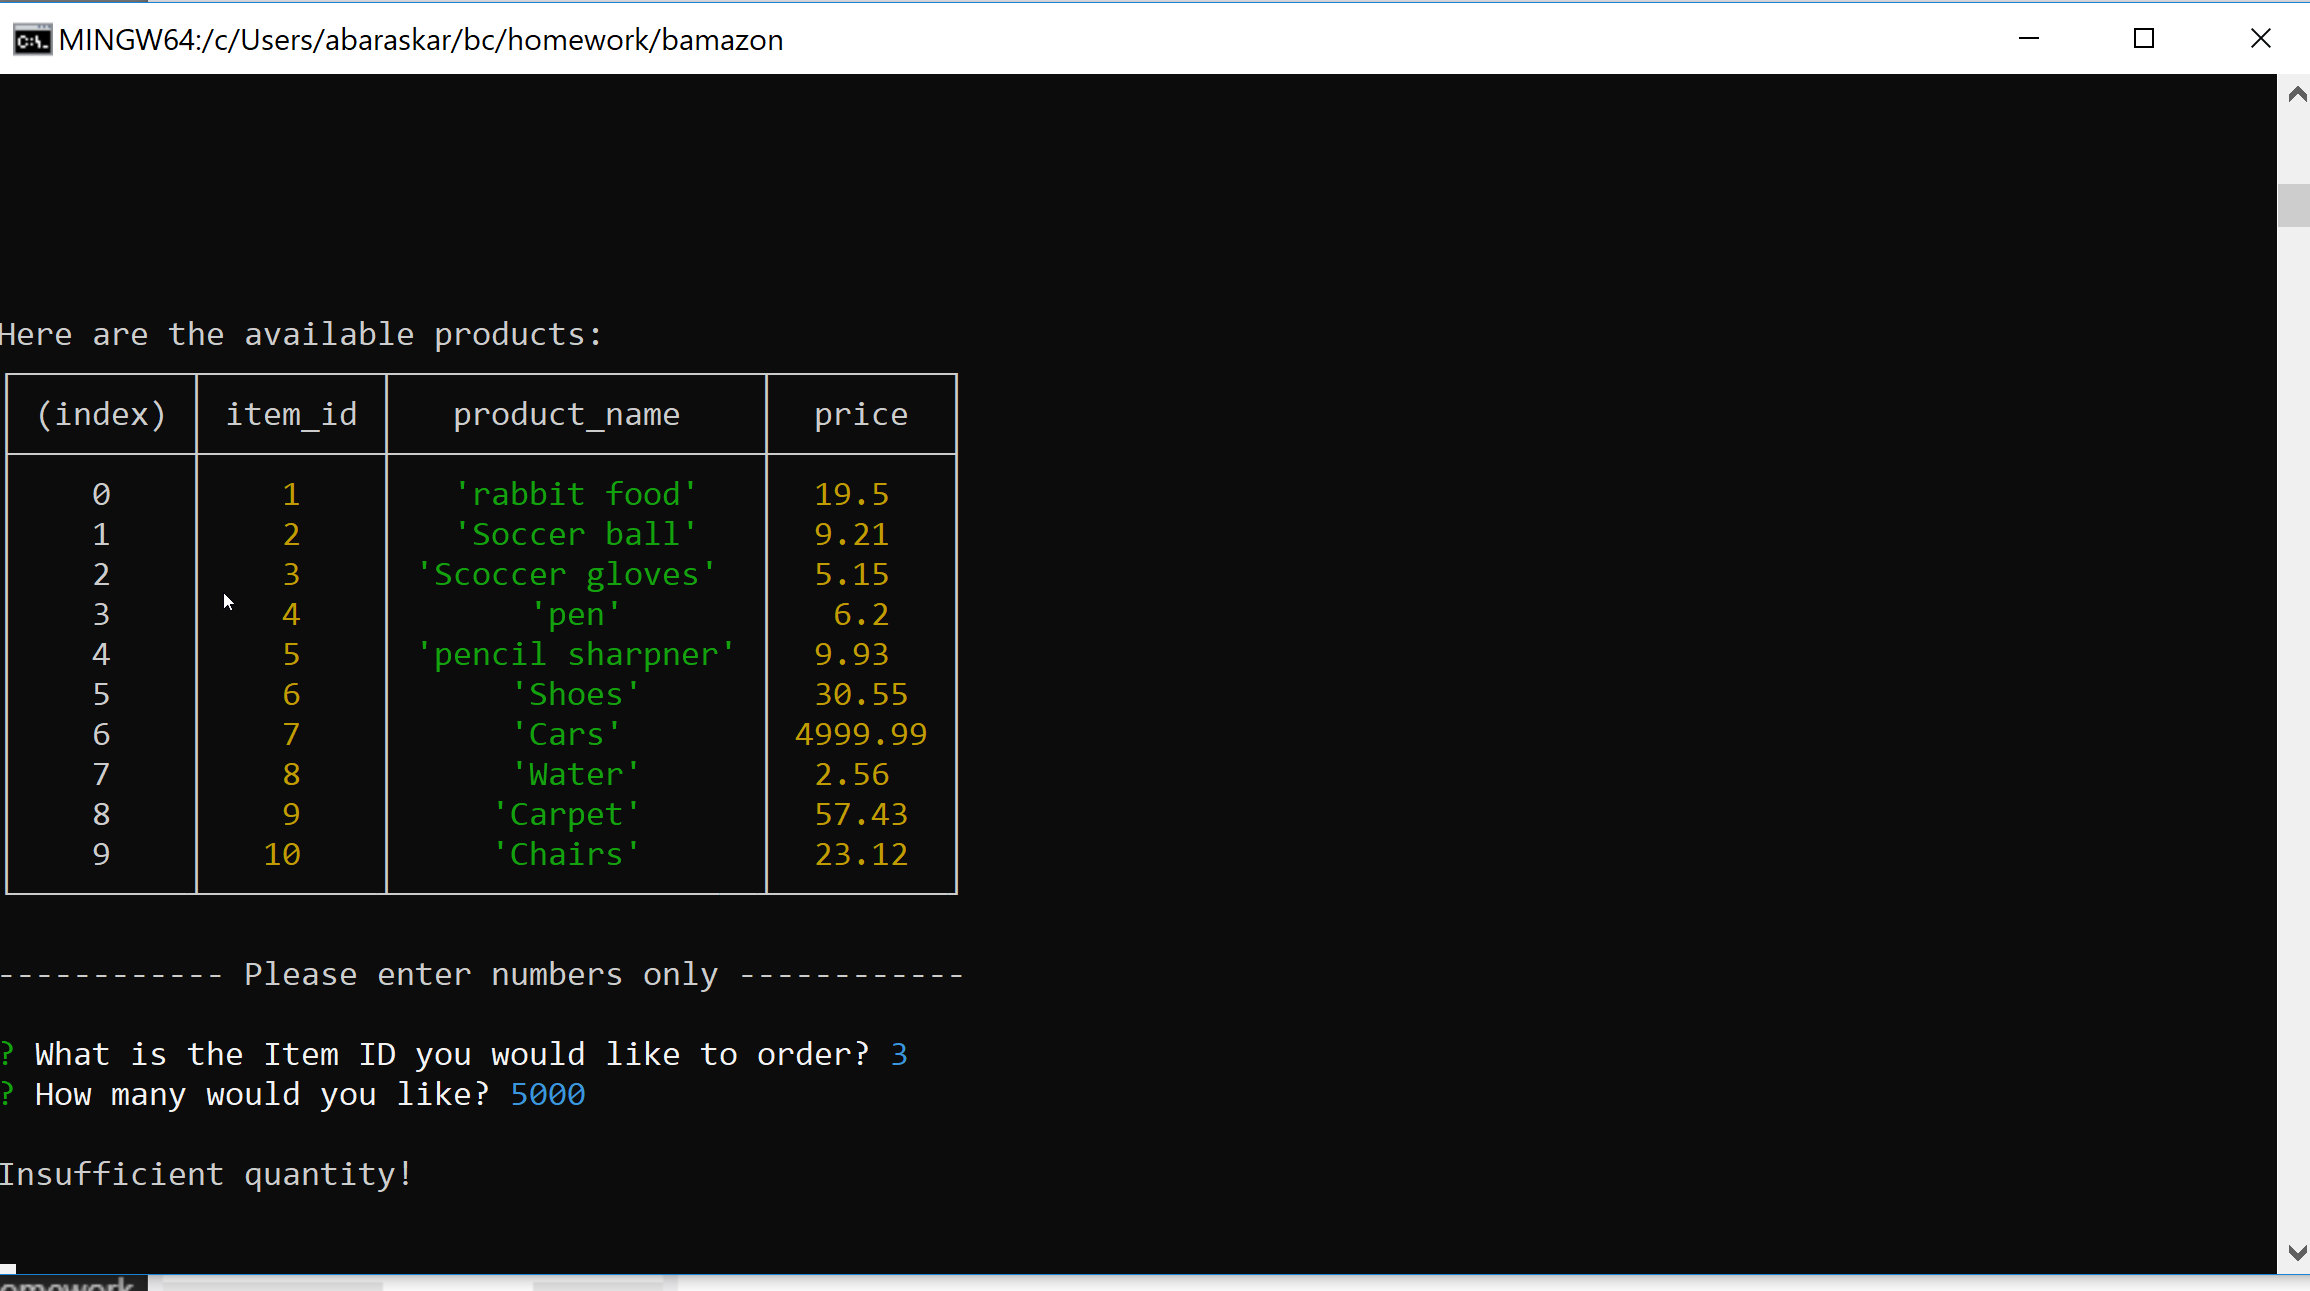 MINGW64:/c/Users/abaraskar/bc/homework/bamazon
Here are the available products:
(index) item_id product_name price
0 1 'rabbit food' 19.5
1 2 'Soccer ball' 9.21
2 3 'Scoccer gloves' 5.15
3 4 'pen' 6.2
4 5 'pencil sharpner' 9.93
5 6 'Shoes' 30.55
6 7 'Cars' 4999.99
7 8 'Water' 2.56
8 9 'Carpet' 57.43
9 10 'Chairs' 23.12
------------ Please enter numbers only ------------
? What is the Item ID you would like to order? 3
? How many would you like? 5000
Insufficient quantity!